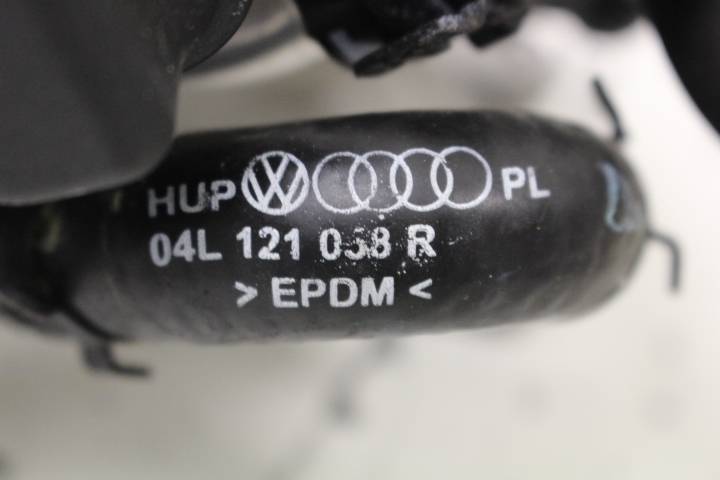 HUP PL
04L 121 058 R
> EPDM <